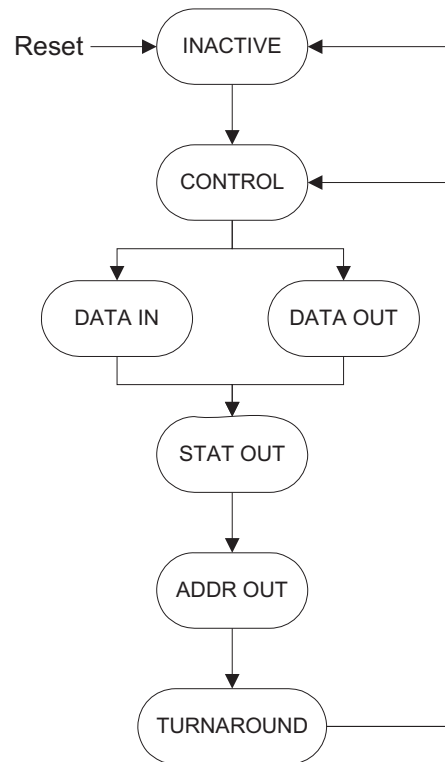 Reset
INACTIVE
CONTROL
DATA IN
DATA OUT
STAT OUT
ADDR OUT
TURNAROUND